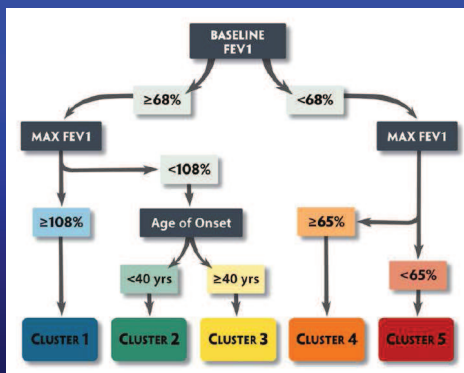 BASELINE
FEV1
≥68%
<68%
MAX FEV1
MAX FEV1
<108%
≥108%
Age of Onset
≥65%
<40 yrs
≥40 yrs
<65%
CLUSTER 1
CLUSTER 2
CLUSTER 3
CLUSTER 4
CLUSTER 5